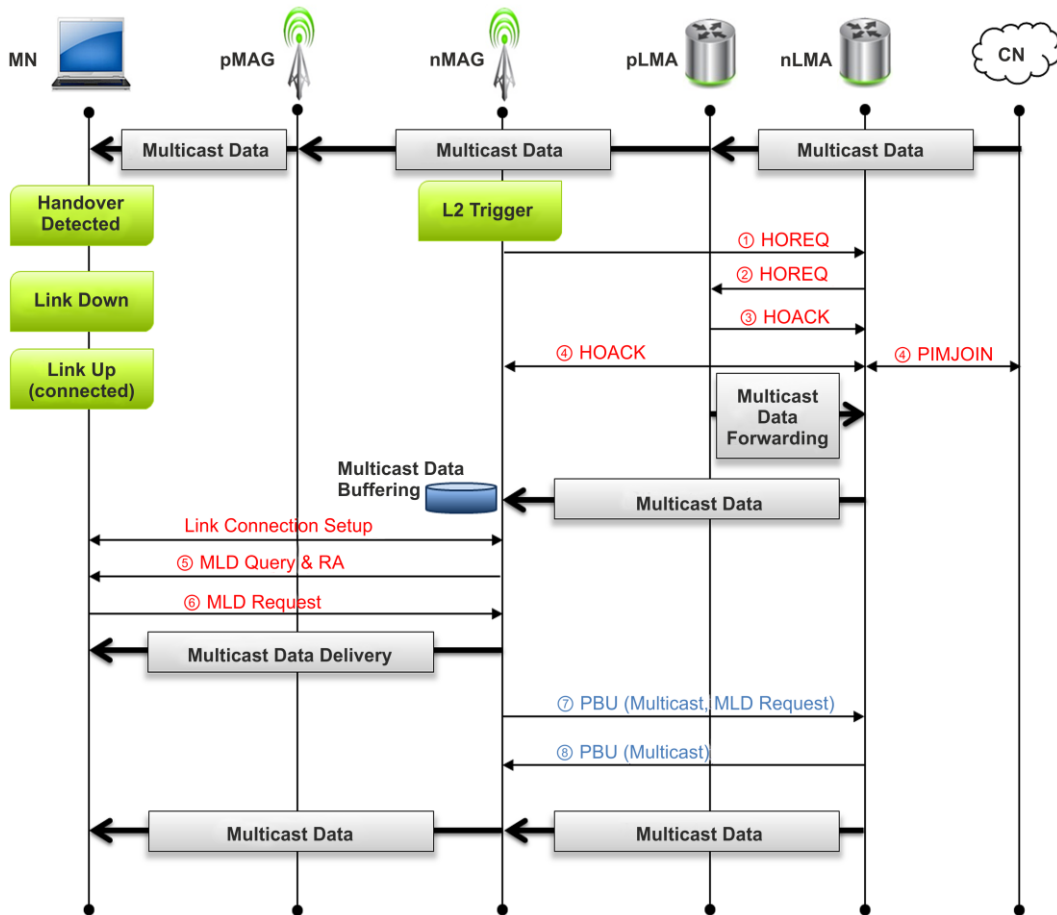 MN
pMAG
nMAG
pLMA
nLMA
CN
Multicast Data
Multicast Data
Multicast Data
Handover
Detected
L2 Trigger
① HOREQ
② HOREQ
Link Down
③ HOACK
④ HOACK
④ PIMJOIN
Link Up
(connected)
Multicast
Data
Forwarding
Multicast Data
Buffering
Multicast Data
Link Connection Setup
⑤ MLD Query & RA
⑥ MLD Request
Multicast Data Delivery
⑦ PBU (Multicast, MLD Request)
⑧ PBU (Multicast)
Multicast Data
Multicast Data